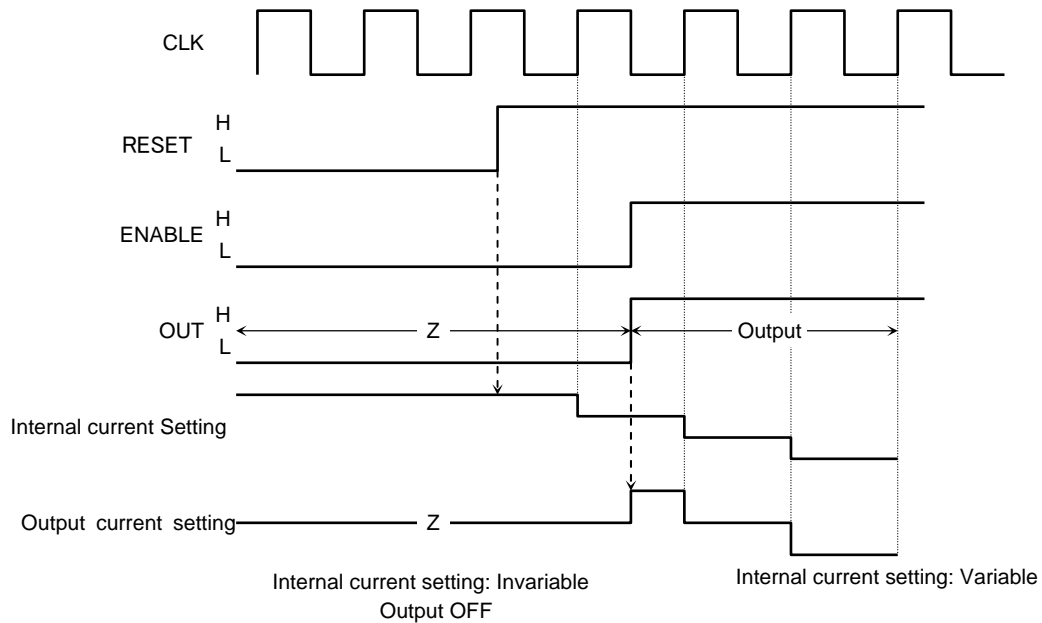 CLK
H
RESET
L
H
ENABLE
L
H
OUT
L
Z
Output
Internal current Setting
Output current setting
Z
Internal current setting: Invariable
Output OFF
Internal current setting: Variable